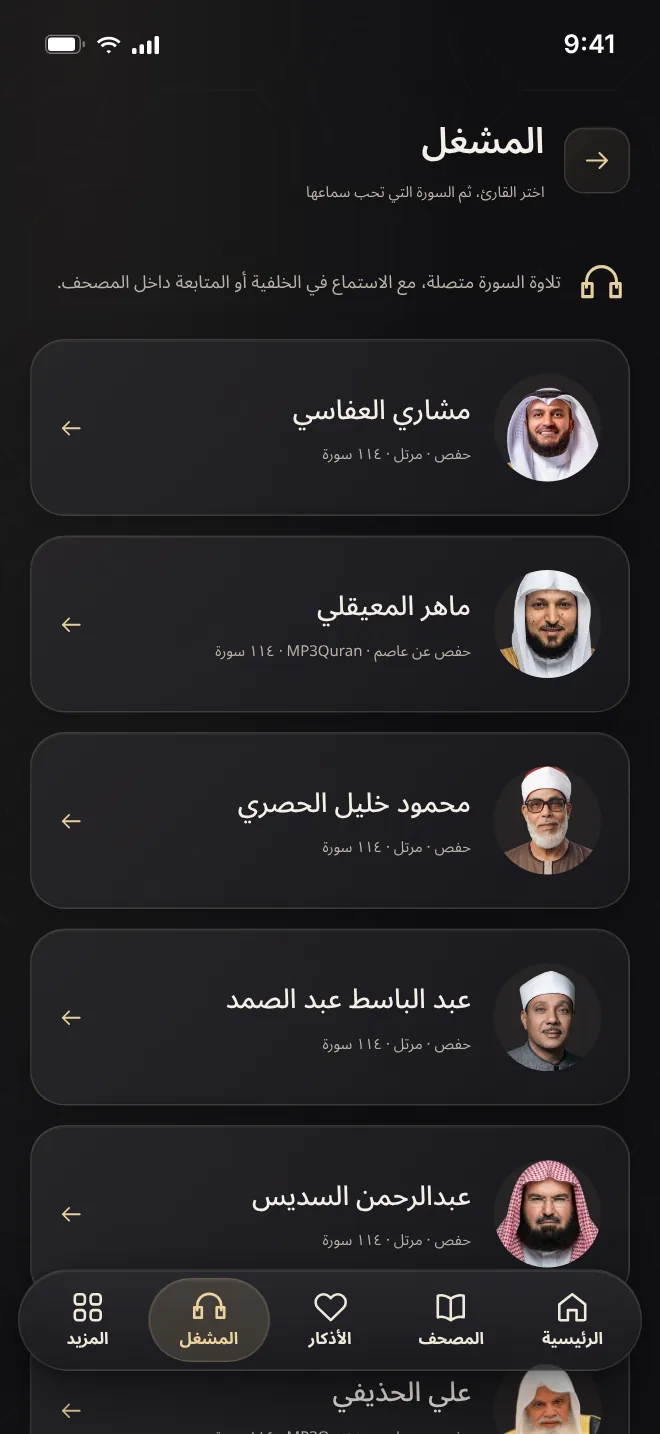 9:41
المشغل
اختر القارئ، ثم السورة التي تحب سماعها
تلاوة السورة متصلة، مع الاستماع في الخلفية أو المتابعة داخل المصحف.
مشاري العفاسي
حفص · مرتل · ١١٤ سورة
ماهر المعيقلي
حفص عن عاصم · MP3Quran · ١١٤ سورة
محمود خليل الحصري
حفص · مرتل · ١١٤ سورة
عبد الباسط عبد الصمد
حفص · مرتل · ١١٤ سورة
عبدالرحمن السديس
حفص · مرتل · ١١٤ سورة
الرئيسية
المصحف
الأذكار
المشغل
المزيد
علي الحذيفي